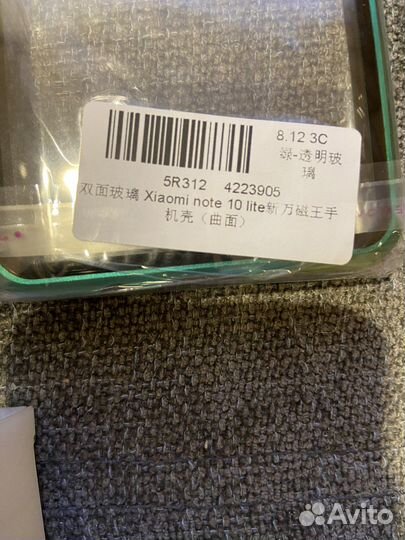 8.12 3C
绿-透明玻
璃
5R312 4223905
双面玻璃 Xiaomi note 10 lite新万磁王手
机壳（曲面）
Avito